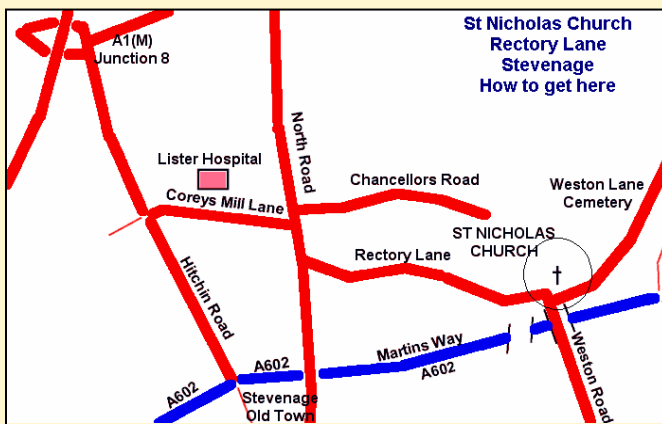 St Nicholas Church
Rectory Lane
Stevenage
How to get here
A1(M)
Junction 8
Lister Hospital
Coreys Mill Lane
North Road
Chancellors Road
Weston Lane
Cemetery
ST NICHOLAS
CHURCH
Rectory Lane
Hitchin Road
Martins Way
A602
A602
A602
Weston Road
Stevenage
Old Town